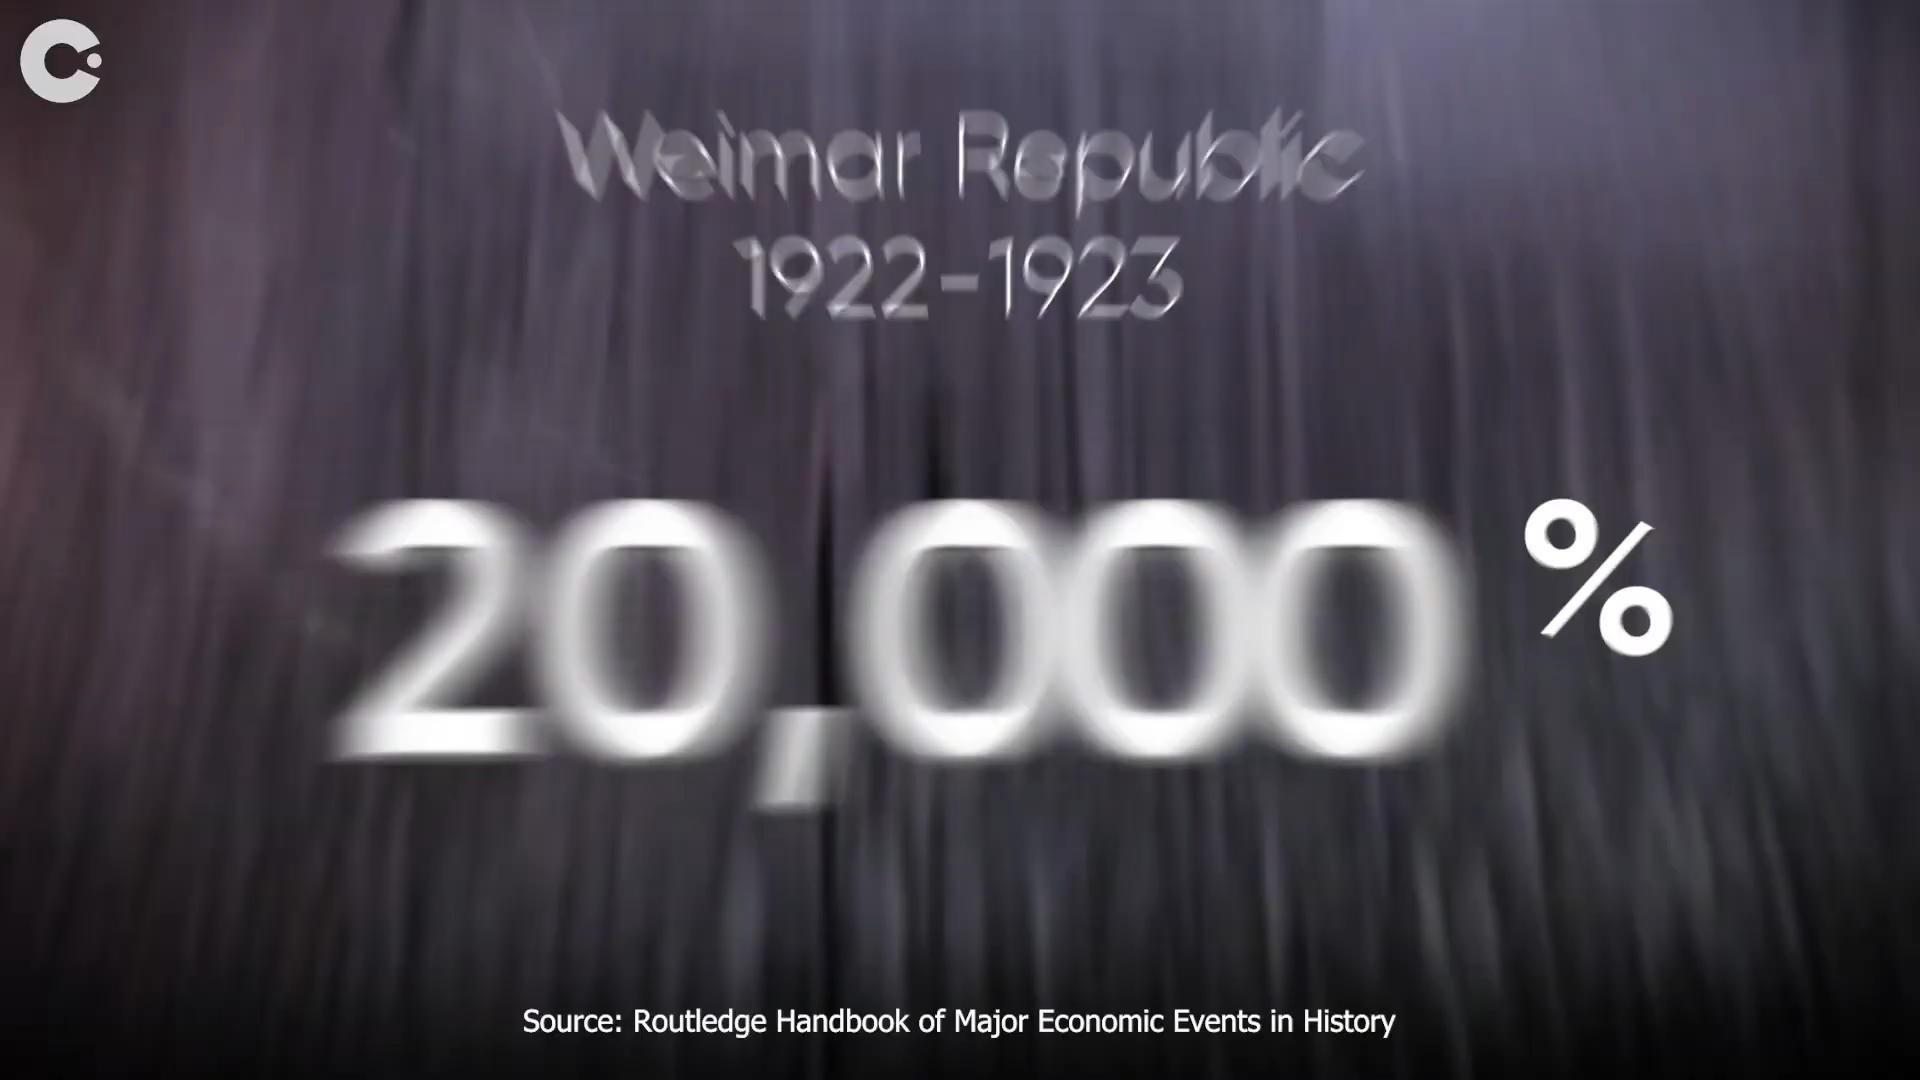 Weimar Republic
1922-1923
20,000 %
Source: Routledge Handbook of Major Economic Events in History